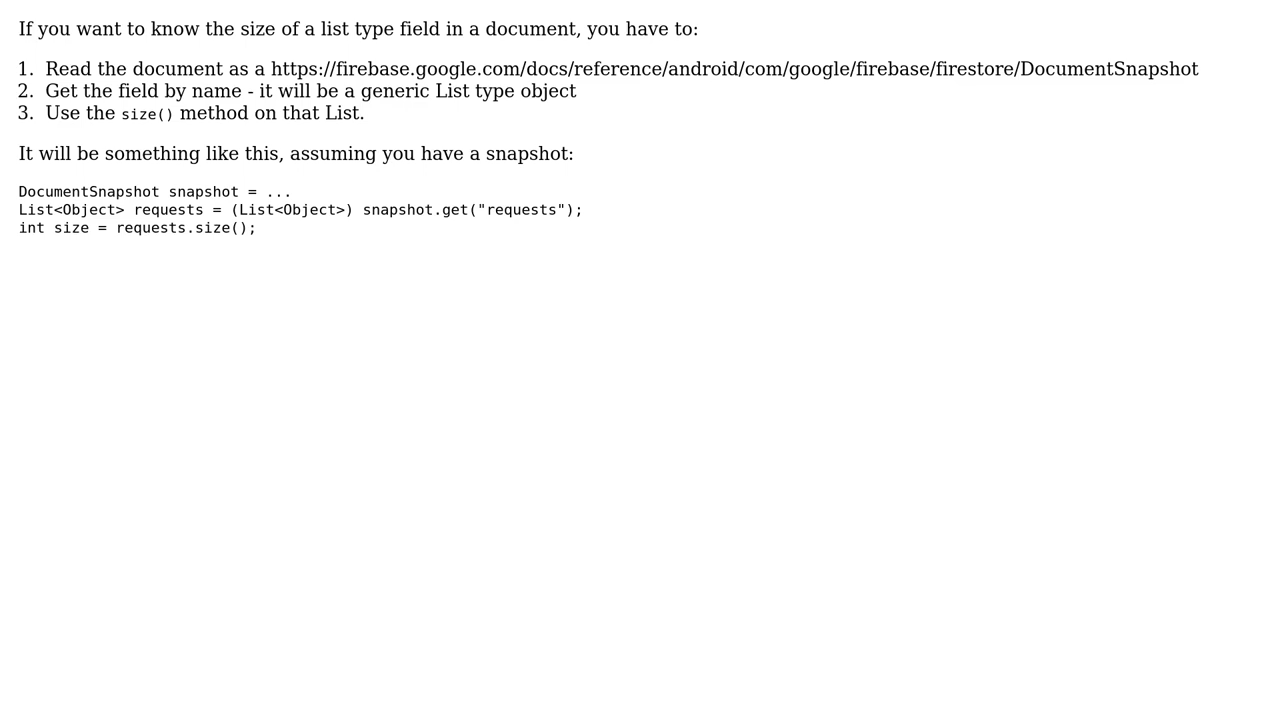 If you want to know the size of a list type field in a document, you have to:
1. Read the document as a https://firebase.google.com/docs/reference/android/com/google/firebase/firestore/DocumentSnapshot
2. Get the field by name - it will be a generic List type object
3. Use the size() method on that List.
It will be something like this, assuming you have a snapshot:
DocumentSnapshot snapshot = ...
List<Object> requests = (List<Object>) snapshot.get("requests");
int size = requests.size();